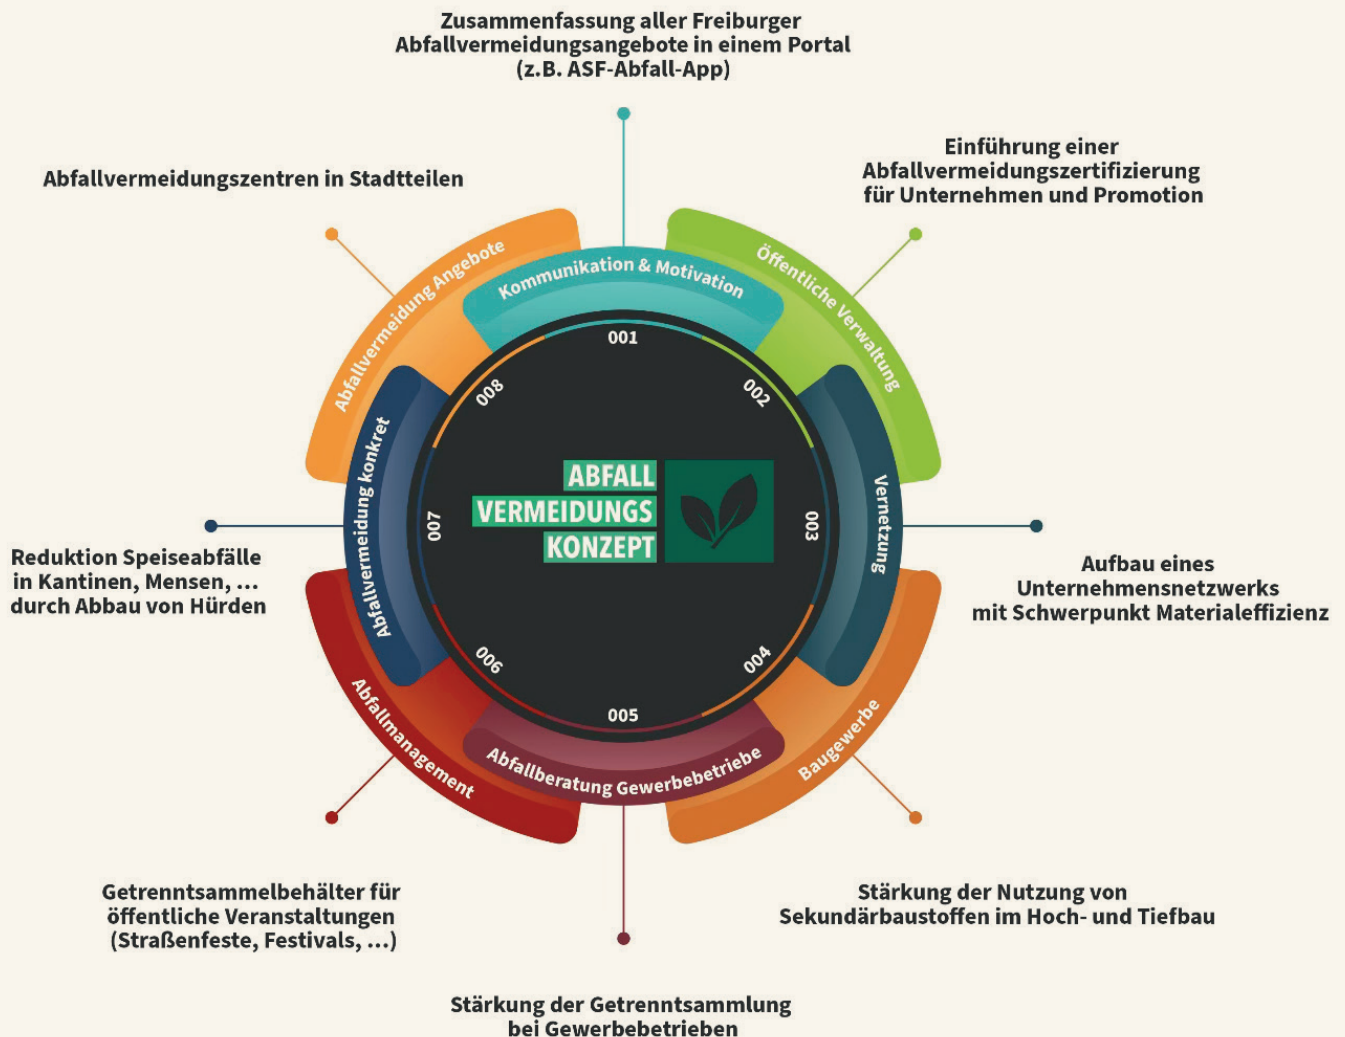 Zusammenfassung aller Freiburger
Abfallvermeidungsangebote in einem Portal
(z.B. ASF-Abfall-App)
Einführung einer
Abfallvermeidungszertifizierung
für Unternehmen und Promotion
Abfallvermeidungszentren in Stadtteilen
Kommunikation & Motivation
Öffentliche Verwaltung
Abfallvermeidung Angebote
001
002
008
Abfallvermeidung konkret
007
ABFALL
VERMEIDUNGS
KONZEPT
003
Vernetzung
Reduktion Speiseabfälle
in Kantinen, Mensen, ...
durch Abbau von Hürden
Aufbau eines
Unternehmensnetzwerks
mit Schwerpunkt Materialeffizienz
006
004
005
Abfallmanagement
Abfallberatung Gewerbebetriebe
Baugewerbe
Getrenntsammelbehälter für
öffentliche Veranstaltungen
(Straßenfeste, Festivals, ...)
Stärkung der Nutzung von
Sekundärbaustoffen im Hoch- und Tiefbau
Stärkung der Getrenntsammlung
bei Gewerbebetrieben